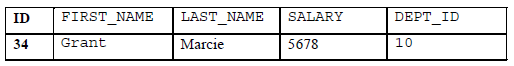 ID FIRST_NAME LAST_NAME SALARY DEPT_ID
34 Grant Marcie 5678 10